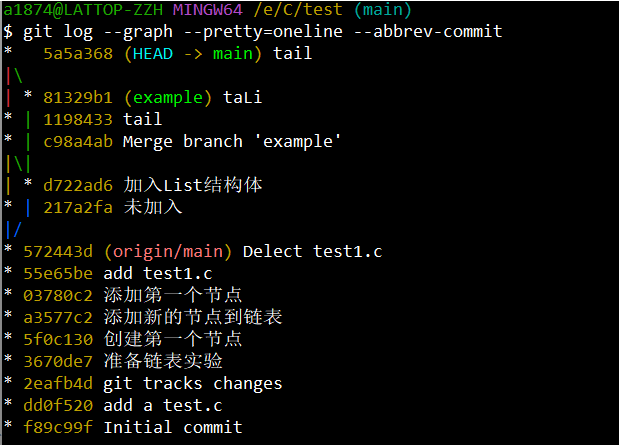 a1874@LATTOP-ZZH MINGW64 /e/C/test (main)
$ git log --graph --pretty=oneline --abbrev-commit
*   5a5a368 (HEAD -> main) tail
|\
| * 81329b1 (example) taLi
* | 1198433 tail
* | c98a4ab Merge branch 'example'
|\|
| * d722ad6 加入List结构体
* | 217a2fa 未加入
|/
* 572443d (origin/main) Delect test1.c
* 55e65be add test1.c
* 03780c2 添加第一个节点
* a3577c2 添加新的节点到链表
* 5f0c130 创建第一个节点
* 3670de7 准备链表实验
* 2eafb4d git tracks changes
* dd0f520 add a test.c
* f89c99f Initial commit